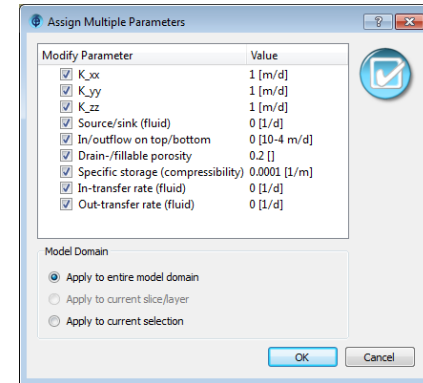 Assign Multiple Parameters
Modify Parameter Value
K_xx 1 [m/d]
K_yy 1 [m/d]
K_zz 1 [m/d]
Source/sink (fluid) 0 [1/d]
In/outflow on top/bottom 0 [10-4 m/d]
Drain-/fillable porosity 0.2 []
Specific storage (compressibility) 0.0001 [1/m]
In-transfer rate (fluid) 0 [1/d]
Out-transfer rate (fluid) 0 [1/d]
Model Domain
Apply to entire model domain
Apply to current slice/layer
Apply to current selection
OK Cancel